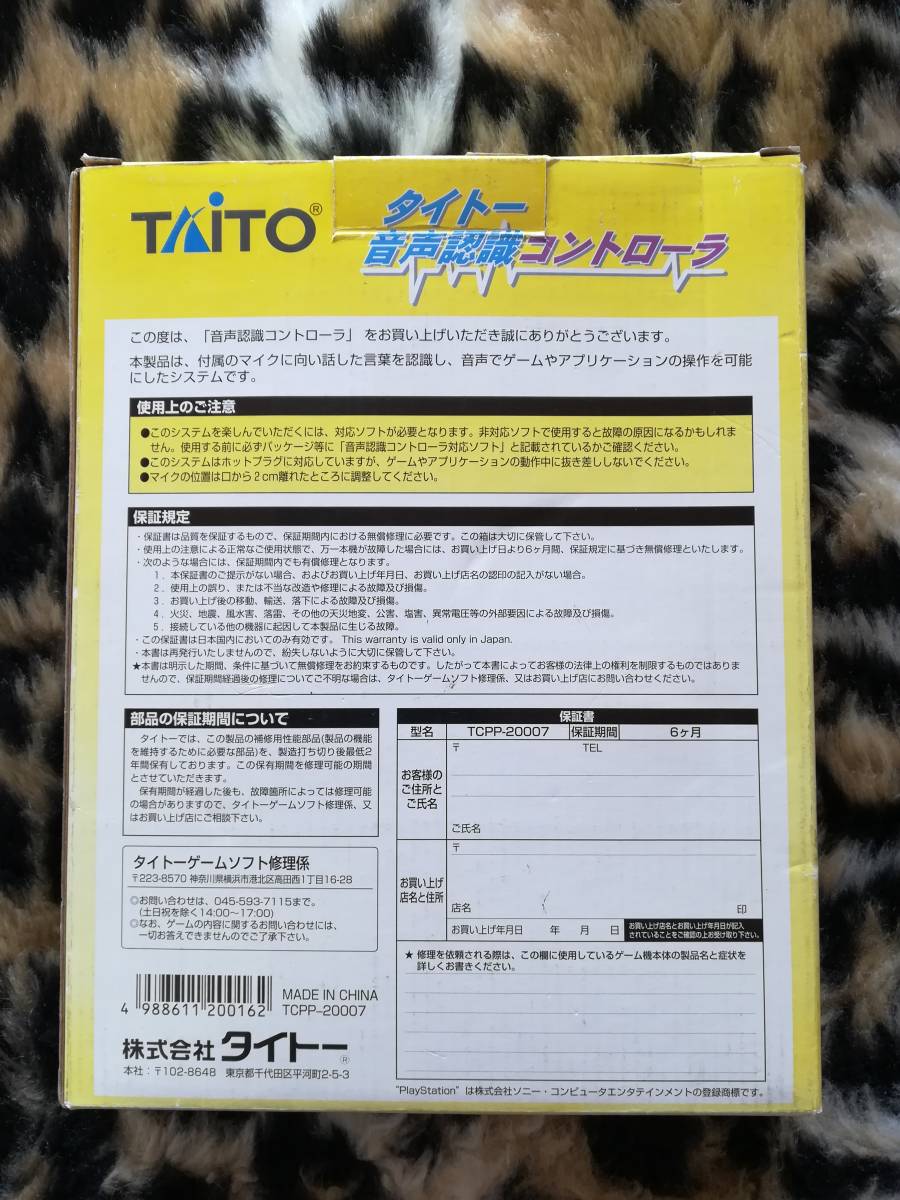 TAITO®
タイトー
音声認識コントローラ
この度は、「音声認識コントローラ」 をお買い上げいただき誠にありがとうございます。
本製品は、付属のマイクに向い話した言葉を認識し、音声でゲームやアプリケーションの操作を可能
にしたシステムです。
使用上のご注意
●このシステムを楽しんでいただくには、対応ソフトが必要となります。非対応ソフトで使用すると故障の原因になるかもしれま
せん。使用する前に必ずパッケージ等に「音声認識コントローラ対応ソフト」と記載されているかご確認ください。
●このシステムはホットプラグに対応していますが、ゲームやアプリケーションの動作中に抜き差ししないでください。
●マイクの位置は口から2cm離れたところに調整してください。
保証規定
・保証書は品質を保証するもので、保証期間内における無償修理に必要です。この箱は大切に保管して下さい。
・使用上の注意による正常なご使用状態で、万一本機が故障した場合には、お買い上げ日より6ヶ月間、保証規定に基づき無償修理といたします。
・次のような場合には、保証期間内でも有償修理となります。
1．本保証書のご提示がない場合、およびお買い上げ年月日、お買い上げ店名の認印の記入がない場合。
2．使用上の誤り、または不当な改造や修理による故障及び損傷。
3．お買い上げ後の移動、輸送、落下による故障及び損傷。
4．火災、地震、風水害、落雷、その他の天災地変、公害、塩害、異常電圧等の外部要因による故障及び損傷。
5．接続している他の機器に起因して本製品に生じる故障。
・この保証書は日本国内においてのみ有効です。 This warranty is valid only in Japan.
・本書は再発行いたしませんので、紛失しないように大切に保管して下さい。
★本書は明示した期間、条件に基づいて無償修理をお約束するものです。したがって本書によってお客様の法律上の権利を制限するものではありま
せんので、保証期間経過後の修理についてご不明な場合は、タイトーゲームソフト修理係、又はお買い上げ店にお問い合わせください。
部品の保証期間について
タイトーでは、この製品の補修用性能部品(製品の機能
を維持するために必要な部品)を、製造打ち切り後最低2
年間保有しております。この保有期間を修理可能の期間
とさせていただきます。
保有期間が経過した後も、故障箇所によっては修理可能
の場合がありますので、タイトーゲームソフト修理係、又
はお買い上げ店にご相談下さい。
タイトーゲームソフト修理係
〒223-8570 神奈川県横浜市港北区高田西1丁目16-28
◎お問い合わせは、045-593-7115まで。
(土日祝を除く14:00〜17:00)
◎なお、ゲームの内容に関するお問い合わせには、
一切お答えできませんのでご了承下さい。
4 988611 200162
MADE IN CHINA
TCPP-20007
株式会社 タイトー®
本社：〒102-8648 東京都千代田区平河町2-5-3
保証書
型名 TCPP-20007 保証期間 6ヶ月
お客様の
ご住所と
ご氏名
〒 TEL
ご氏名
お買い上げ
店名と住所
〒
店名 印
お買い上げ年月日 年 月 日
お買い上げ店名とお買い上げ年月日が記入
されていることをご確認の上お受け取り下さい。
★ 修理を依頼される際は、この欄に使用しているゲーム機本体の製品名と症状を
詳しくお書きください。
"PlayStation" は株式会社ソニー・コンピュータエンタテインメントの登録商標です。